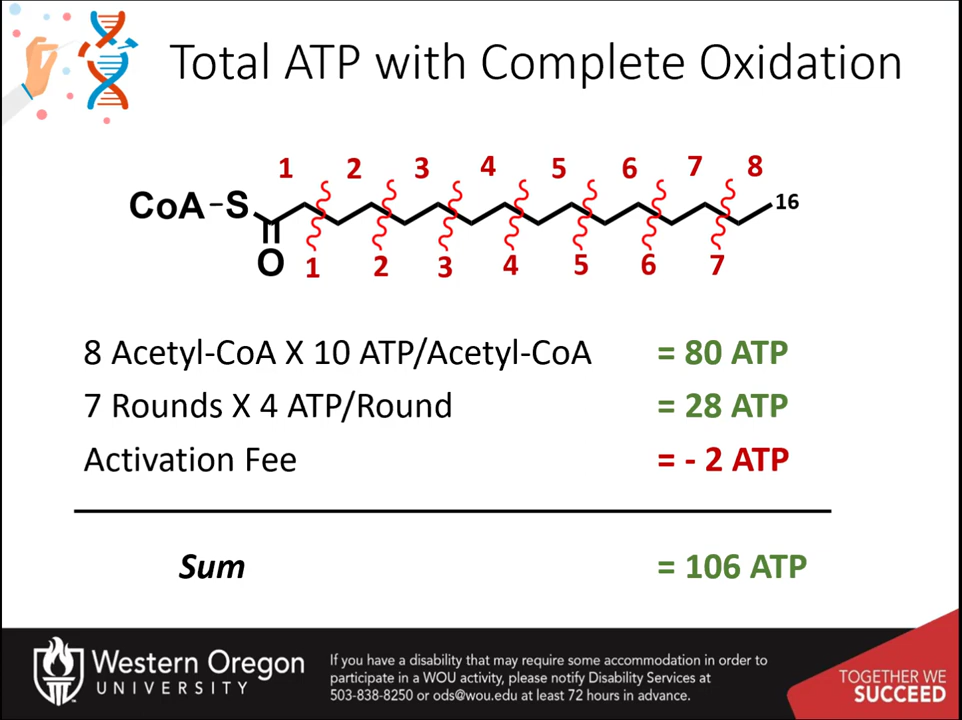 Total ATP with Complete Oxidation
1 2 3 4 5 6 7 8
CoA-S 16
O 1 2 3 4 5 6 7
8 Acetyl-CoA X 10 ATP/Acetyl-CoA = 80 ATP
7 Rounds X 4 ATP/Round = 28 ATP
Activation Fee = - 2 ATP
Sum = 106 ATP
Western Oregon
UNIVERSITY
If you have a disability that may require some accommodation in order to
participate in a WOU activity, please notify Disability Services at
503-838-8250 or ods@wou.edu at least 72 hours in advance.
TOGETHER WE
SUCCEED